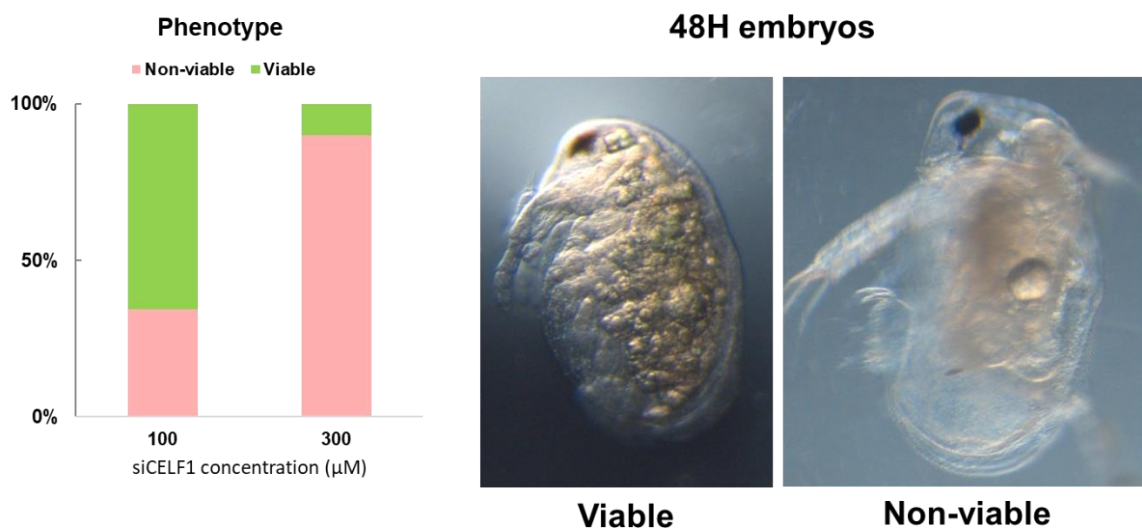 Phenotype
Non-viable Viable
100%
50%
0%
100 300
siCELF1 concentration (µM)
48H embryos
Viable
Non-viable